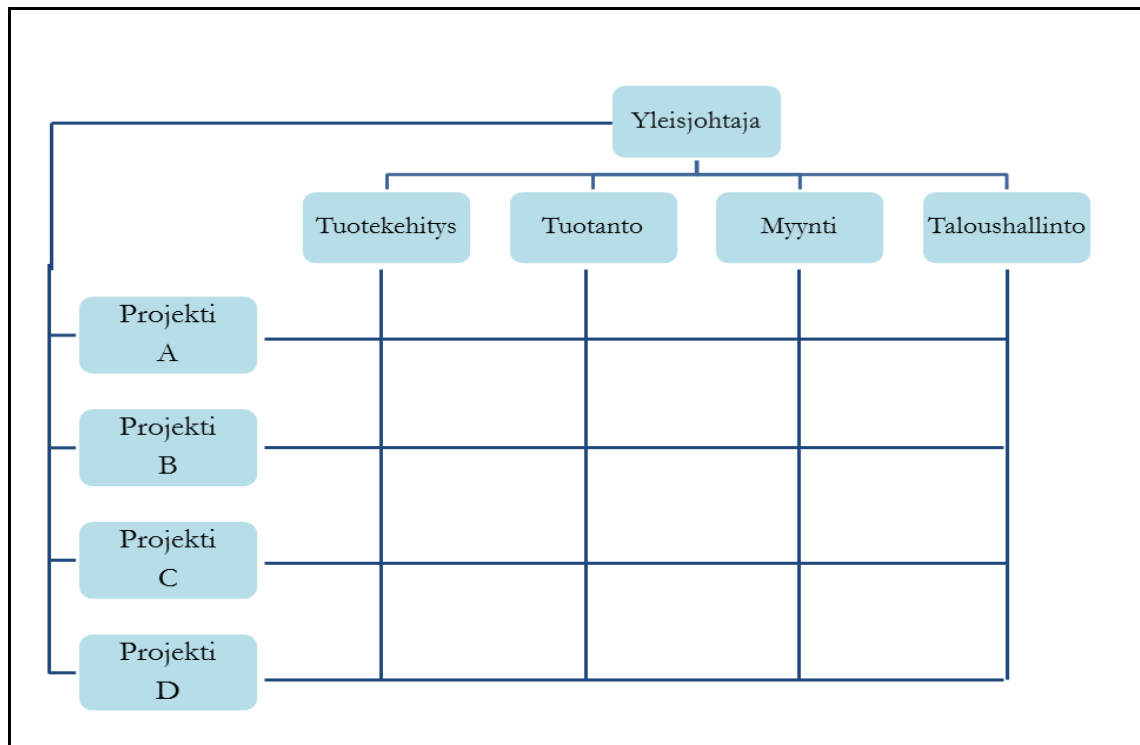 Yleisjohtaja
Tuotekehitys
Tuotanto
Myynti
Taloushallinto
Projekti
A
Projekti
B
Projekti
C
Projekti
D